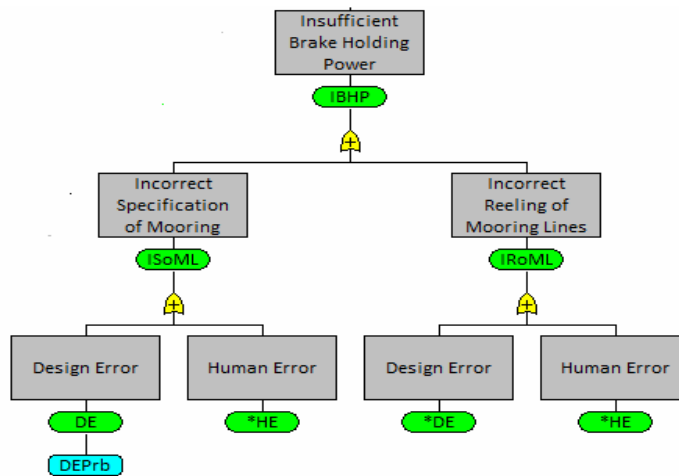 Insufficient
Brake Holding
Power
IBHP
+
Incorrect
Specification
of Mooring
Incorrect
Reeling of
Mooring Lines
ISoML
IRoML
+
+
Design Error
Human Error
Design Error
Human Error
DE
*HE
*DE
*HE
DEPrb